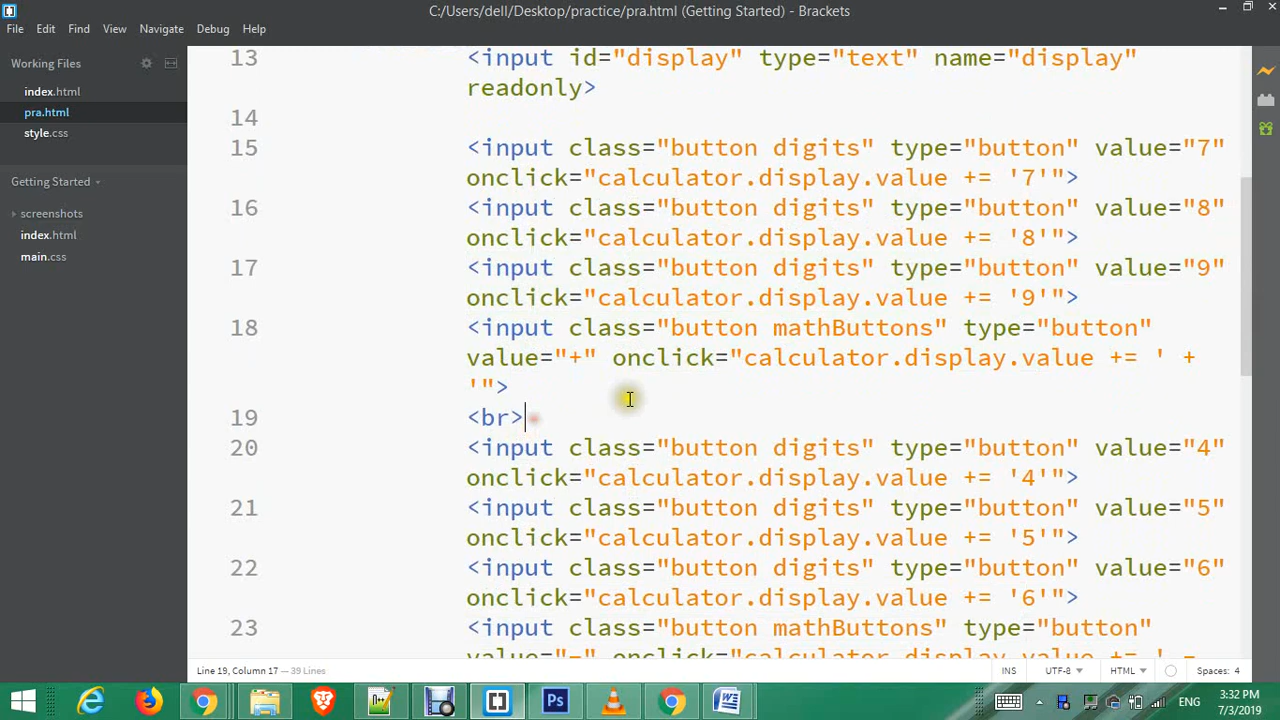 C:/Users/dell/Desktop/practice/pra.html (Getting Started) - Brackets
File Edit Find View Navigate Debug Help
Working Files
index.html
pra.html
style.css
Getting Started
screenshots
index.html
main.css
13 <input id="display" type="text" name="display"
readonly>
14
15 <input class="button digits" type="button" value="7"
onclick="calculator.display.value += '7'">
16 <input class="button digits" type="button" value="8"
onclick="calculator.display.value += '8'">
17 <input class="button digits" type="button" value="9"
onclick="calculator.display.value += '9'">
18 <input class="button mathButtons" type="button"
value="+" onclick="calculator.display.value += ' +
'">
19 <br>
20 <input class="button digits" type="button" value="4"
onclick="calculator.display.value += '4'">
21 <input class="button digits" type="button" value="5"
onclick="calculator.display.value += '5'">
22 <input class="button digits" type="button" value="6"
onclick="calculator.display.value += '6'">
23 <input class="button mathButtons" type="button"
value="-" onclick="calculator.display.value += ' -
Line 19, Column 17 — 39 Lines
INS UTF-8 HTML Spaces: 4
Ps
ENG
3:32 PM
7/3/2019